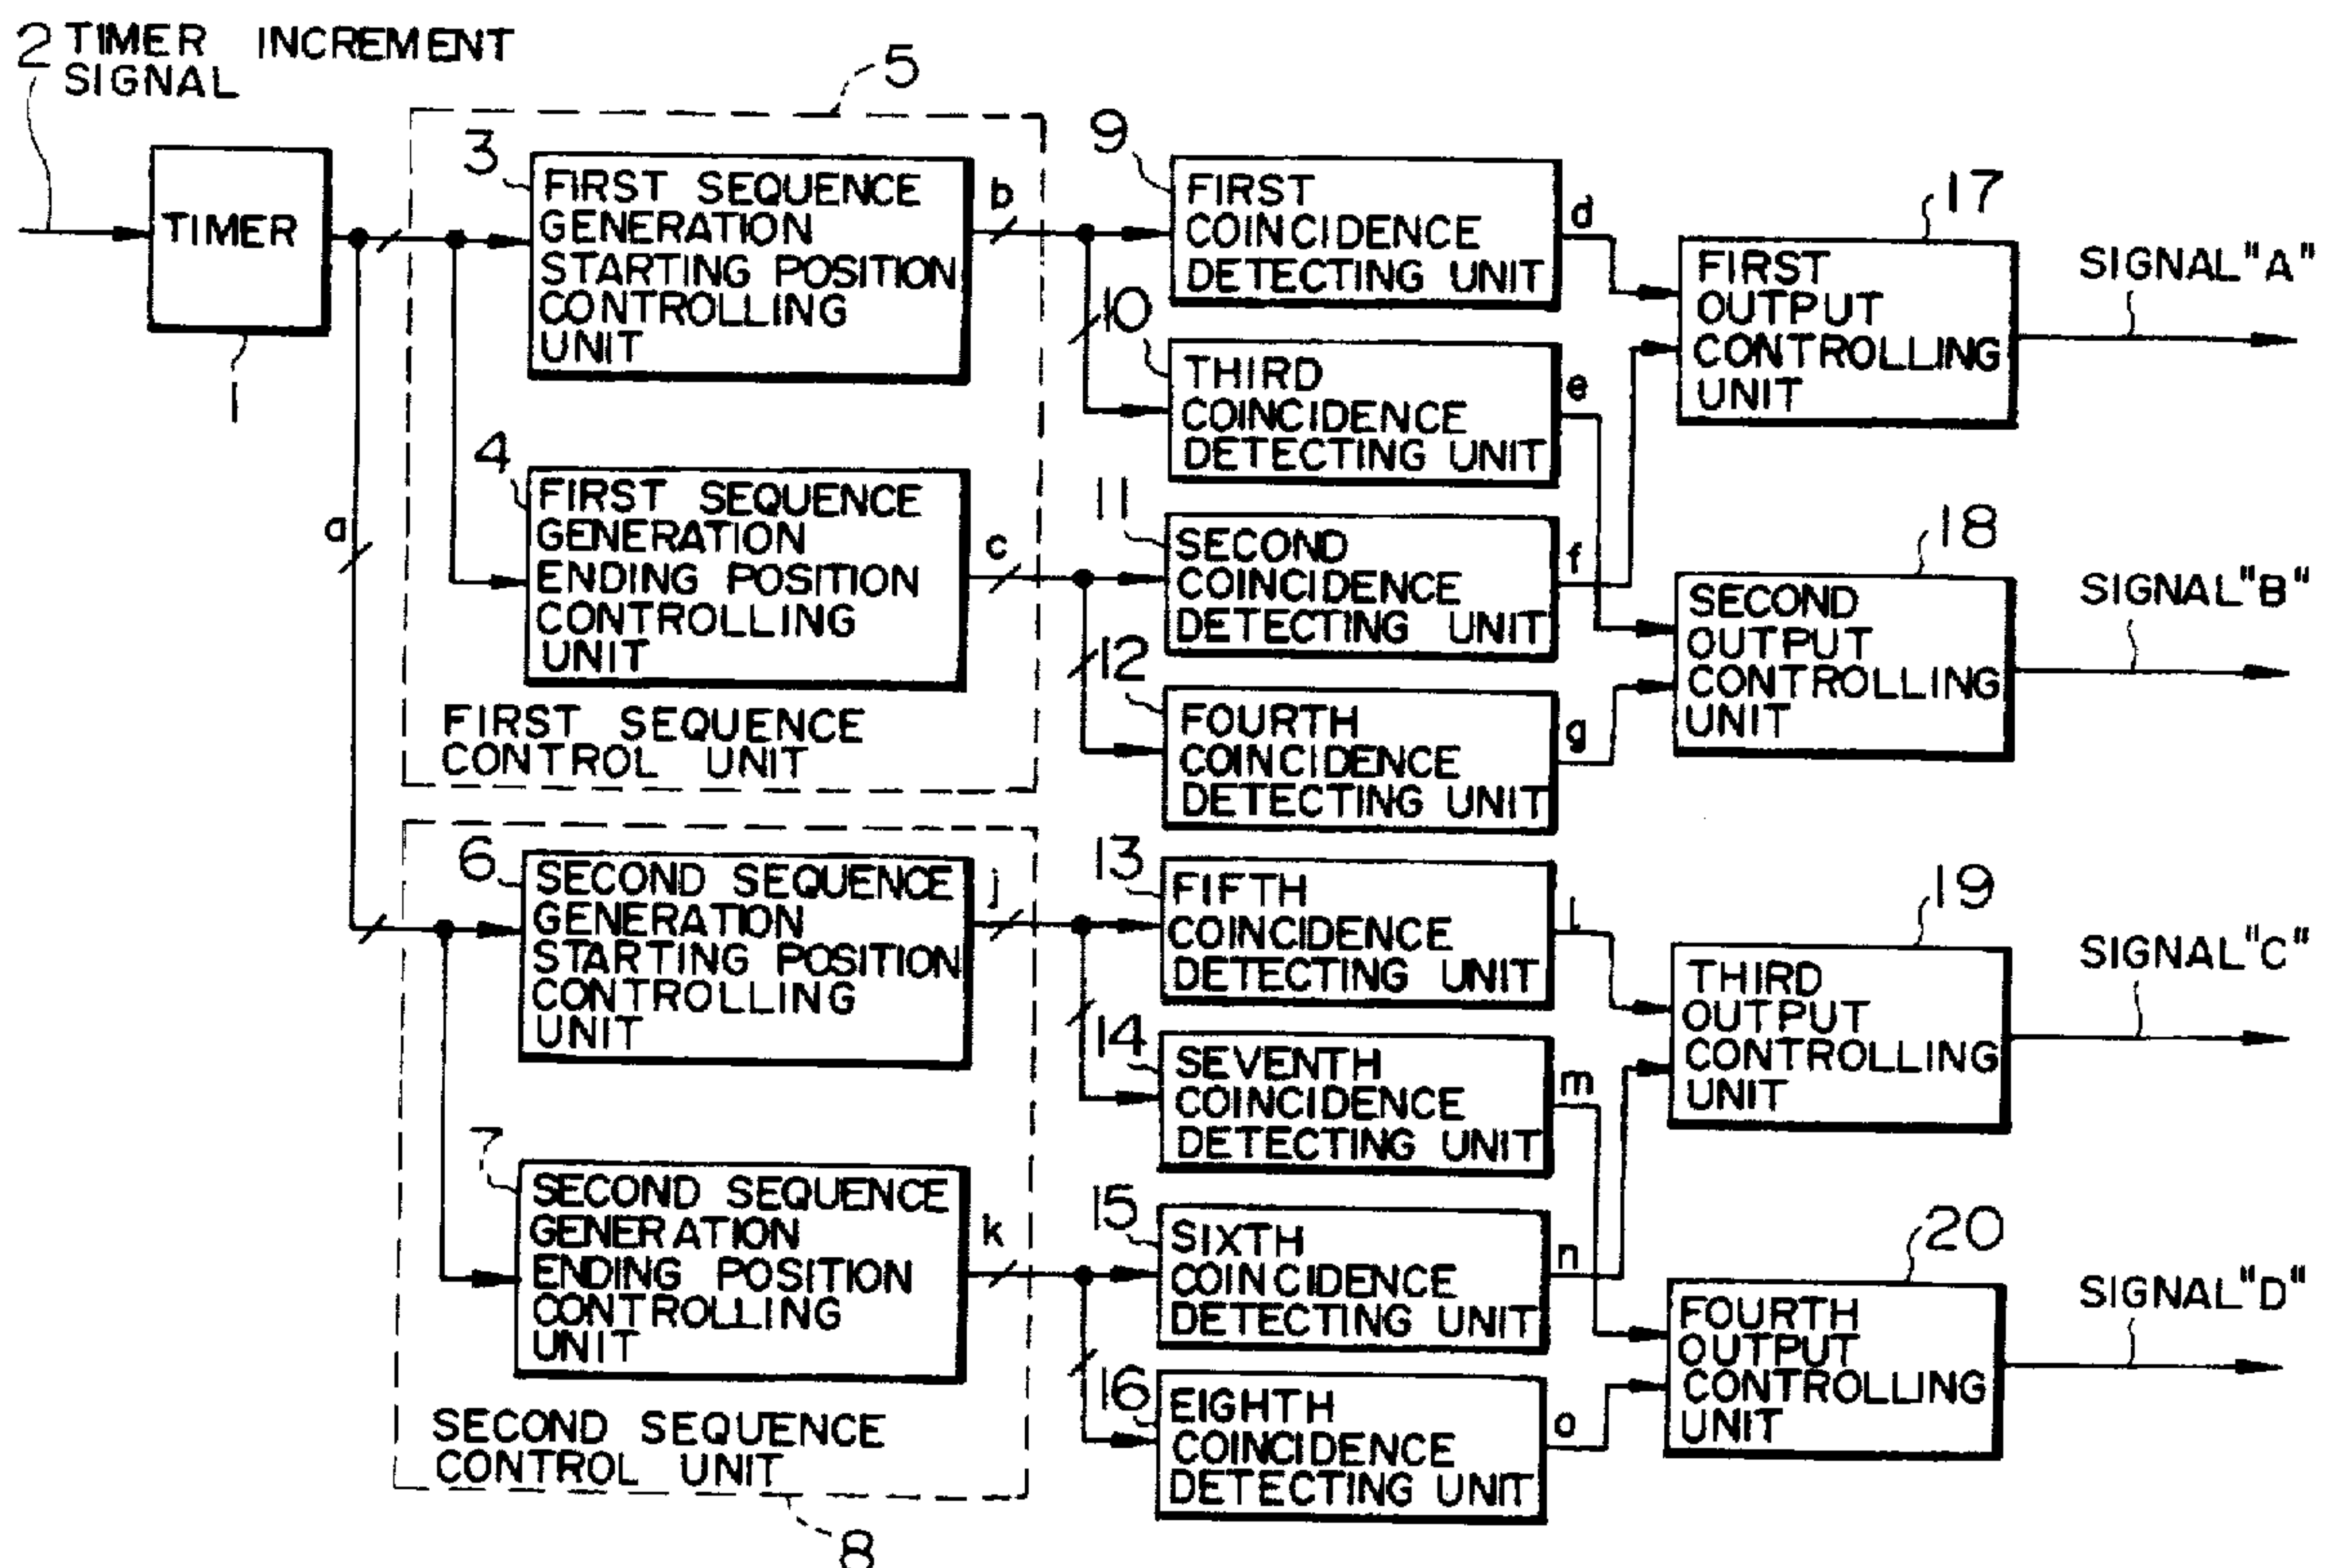 2 TIMER INCREMENT
SIGNAL
5
TIMER
1
a
3
FIRST SEQUENCE
GENERATION
STARTING POSITION
CONTROLLING
UNIT
b
4
FIRST SEQUENCE
GENERATION
ENDING POSITION
CONTROLLING
UNIT
c
FIRST SEQUENCE
CONTROL UNIT
6
SECOND SEQUENCE
GENERATION
STARTING POSITION
CONTROLLING
UNIT
j
7
SECOND SEQUENCE
GENERATION
ENDING POSITION
CONTROLLING
UNIT
k
SECOND SEQUENCE
CONTROL UNIT
8
9
FIRST
COINCIDENCE
DETECTING UNIT
d
10
THIRD
COINCIDENCE
DETECTING UNIT
e
11
SECOND
COINCIDENCE
DETECTING UNIT
f
12
FOURTH
COINCIDENCE
DETECTING UNIT
g
13
FIFTH
COINCIDENCE
DETECTING UNIT
l
14
SEVENTH
COINCIDENCE
DETECTING UNIT
m
15
SIXTH
COINCIDENCE
DETECTING UNIT
n
16
EIGHTH
COINCIDENCE
DETECTING UNIT
o
17
FIRST
OUTPUT
CONTROLLING
UNIT
SIGNAL "A"
18
SECOND
OUTPUT
CONTROLLING
UNIT
SIGNAL "B"
19
THIRD
OUTPUT
CONTROLLING
UNIT
SIGNAL "C"
20
FOURTH
OUTPUT
CONTROLLING
UNIT
SIGNAL "D"